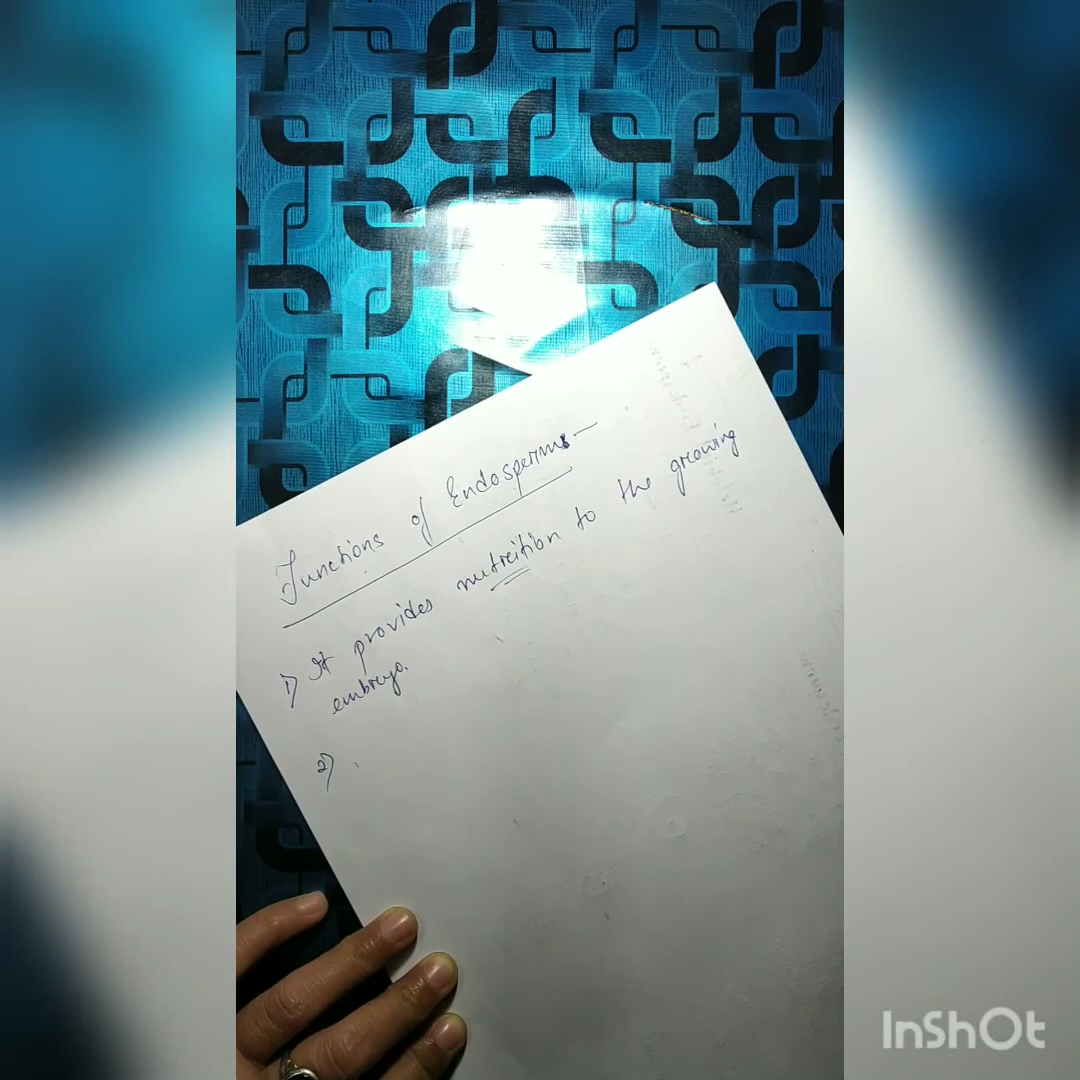 Functions of Endosperms:-
1) It provides nutrition to the growing
embryo.
2)
InShOt